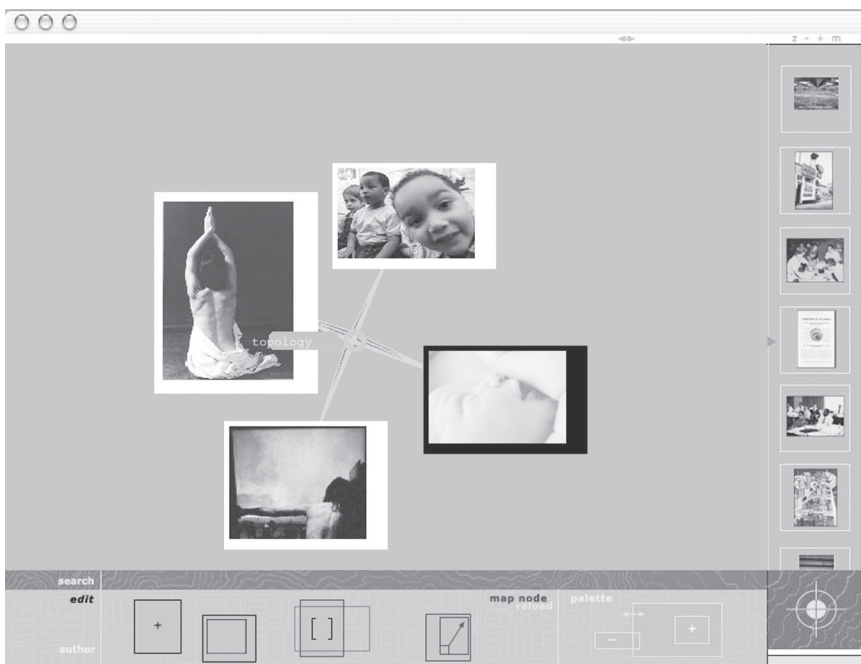 z - + m
topology
search
edit
map node
reload
palette
author